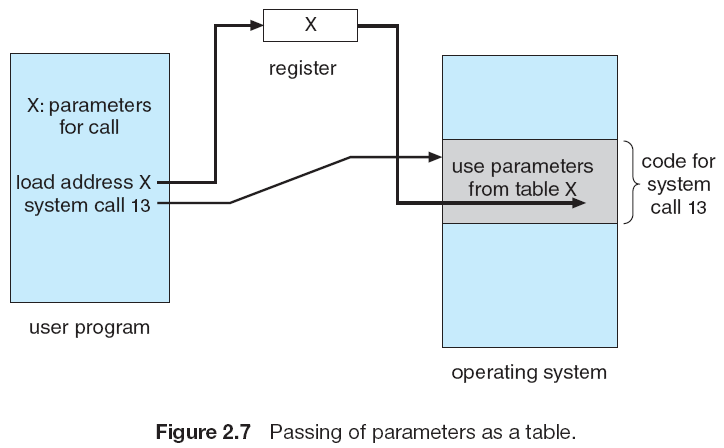 X
register
X: parameters
for call
load address X
system call 13
user program
use parameters
from table X
code for
system
call 13
operating system
Figure 2.7 Passing of parameters as a table.